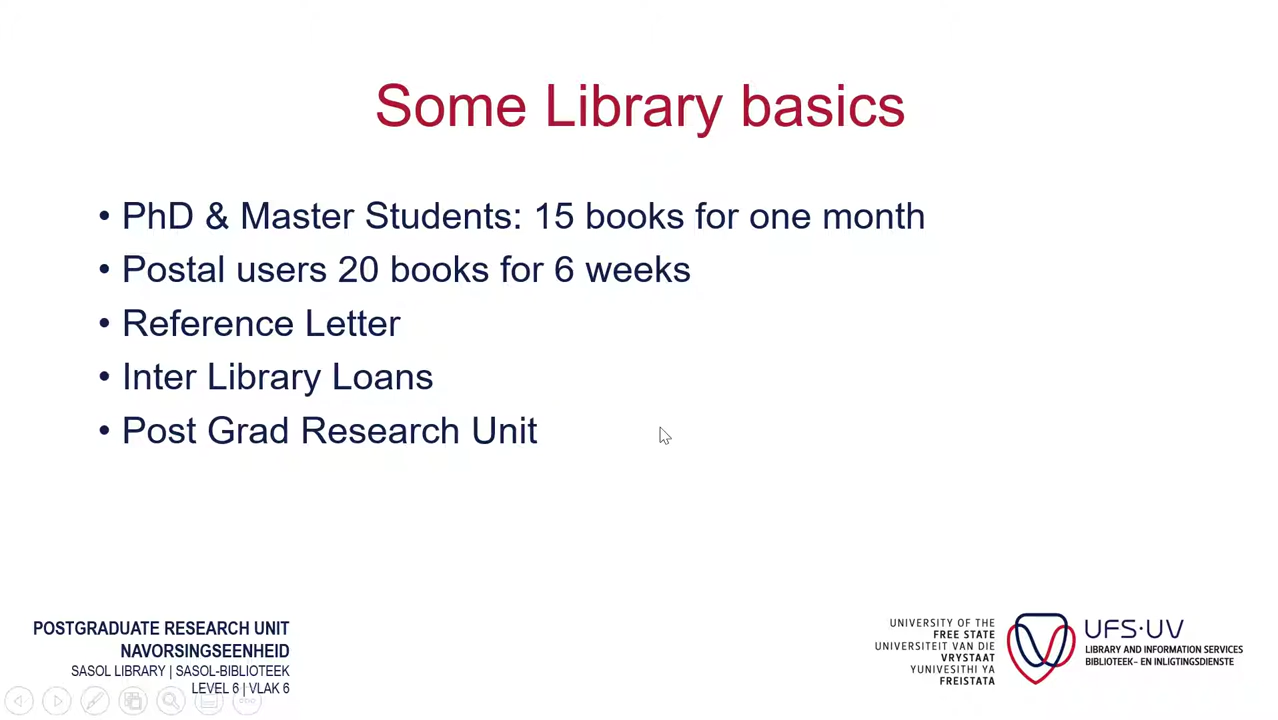 Some Library basics
• PhD & Master Students: 15 books for one month
• Postal users 20 books for 6 weeks
• Reference Letter
• Inter Library Loans
• Post Grad Research Unit
POSTGRADUATE RESEARCH UNIT
NAVORSINGSEENHEID
SASOL LIBRARY | SASOL-BIBLIOTEEK
LEVEL 6 | VLAK 6
UNIVERSITY OF THE
FREE STATE
UNIVERSITEIT VAN DIE
VRYSTAAT
YUNIVESITHI YA
FREISTATA
UFS·UV
LIBRARY AND INFORMATION SERVICES
BIBLIOTEEK- EN INLIGTINGSDIENSTE